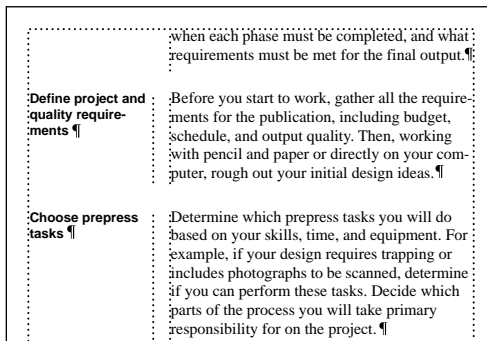 when each phase must be completed, and what
requirements must be met for the final output.¶
Define project and
quality require-
ments ¶
Before you start to work, gather all the require-
ments for the publication, including budget,
schedule, and output quality. Then, working
with pencil and paper or directly on your com-
puter, rough out your initial design ideas.¶
Choose prepress
tasks ¶
Determine which prepress tasks you will do
based on your skills, time, and equipment. For
example, if your design requires trapping or
includes photographs to be scanned, determine
if you can perform these tasks. Decide which
parts of the process you will take primary
responsibility for on the project. ¶